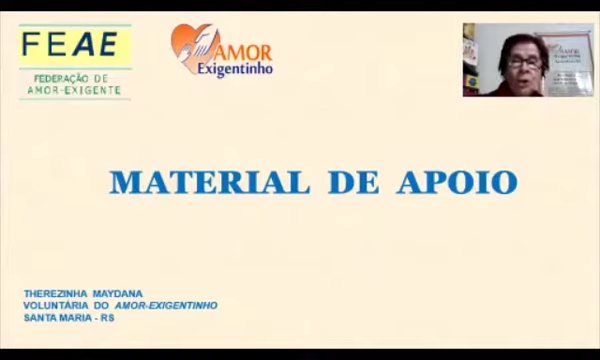 FEAE
FEDERAÇÃO DE
AMOR-EXIGENTE
AMOR
Exigentinho
MATERIAL DE APOIO
THEREZINHA MAYDANA
VOLUNTÁRIA DO AMOR-EXIGENTINHO
SANTA MARIA - RS